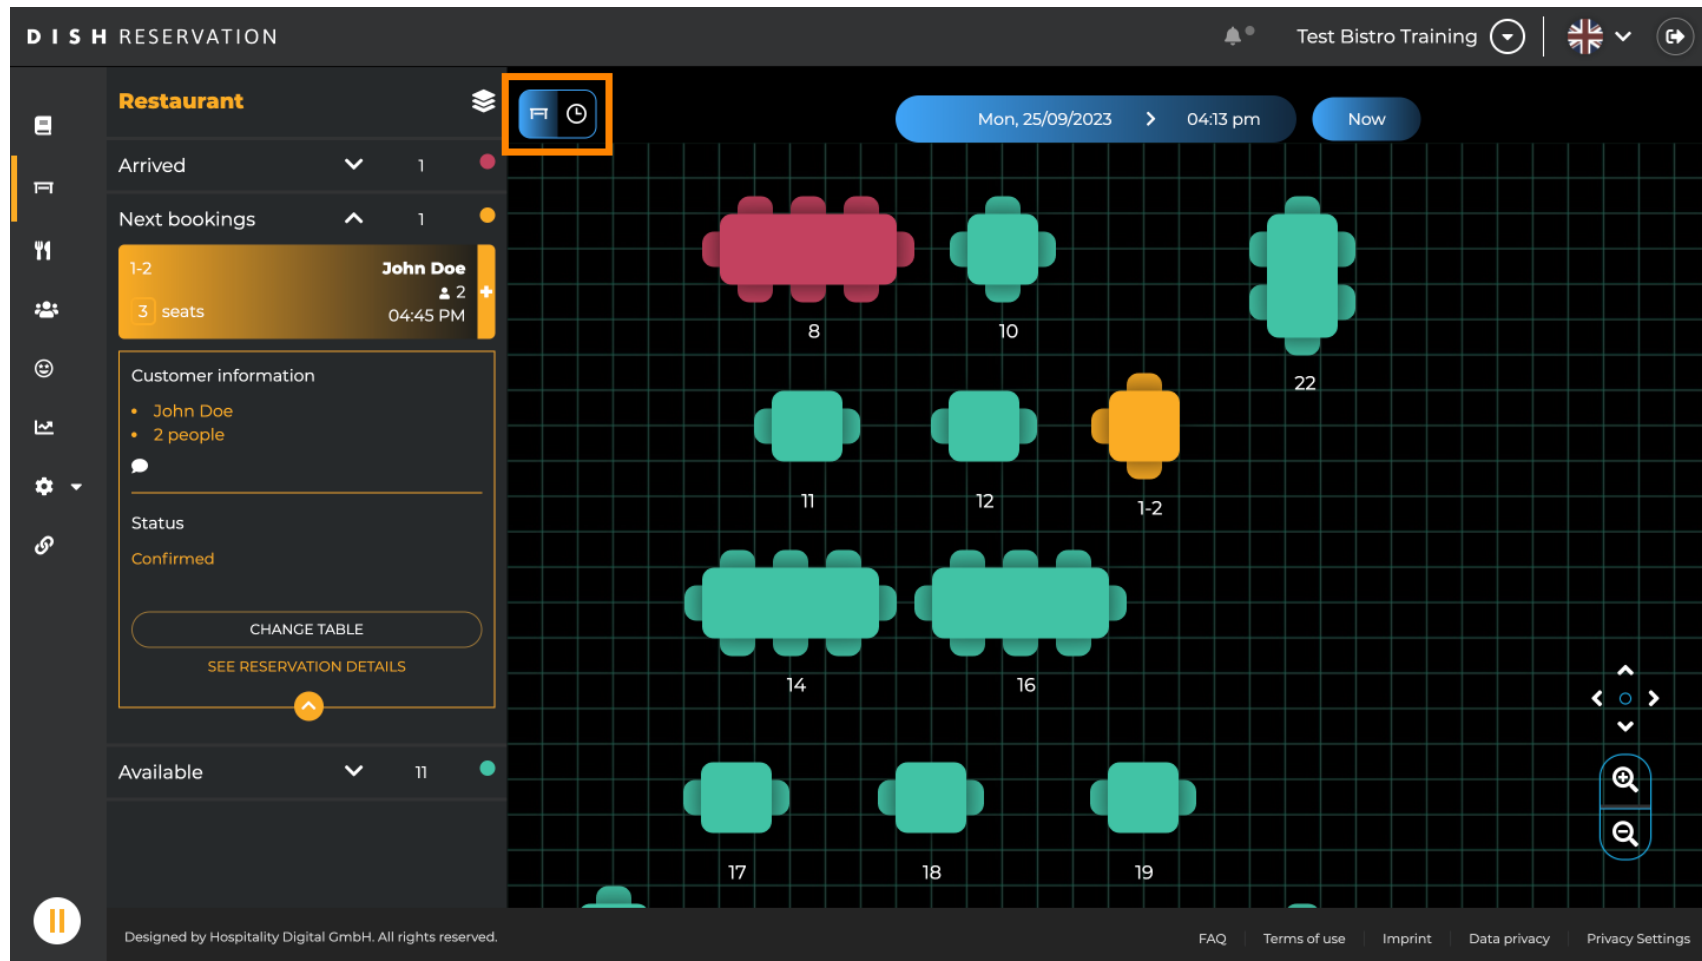 DISH RESERVATION
Test Bistro Training
Restaurant
Mon, 25/09/2023 04:13 pm
Now
Arrived 1
Next bookings 1
1-2 John Doe
2
3 seats 04:45 PM
Customer information
John Doe
2 people
Status
Confirmed
CHANGE TABLE
SEE RESERVATION DETAILS
Available 11
8
10
22
11
12
1-2
14
16
17
18
19
Designed by Hospitality Digital GmbH. All rights reserved.
FAQ Terms of use Imprint Data privacy Privacy Settings